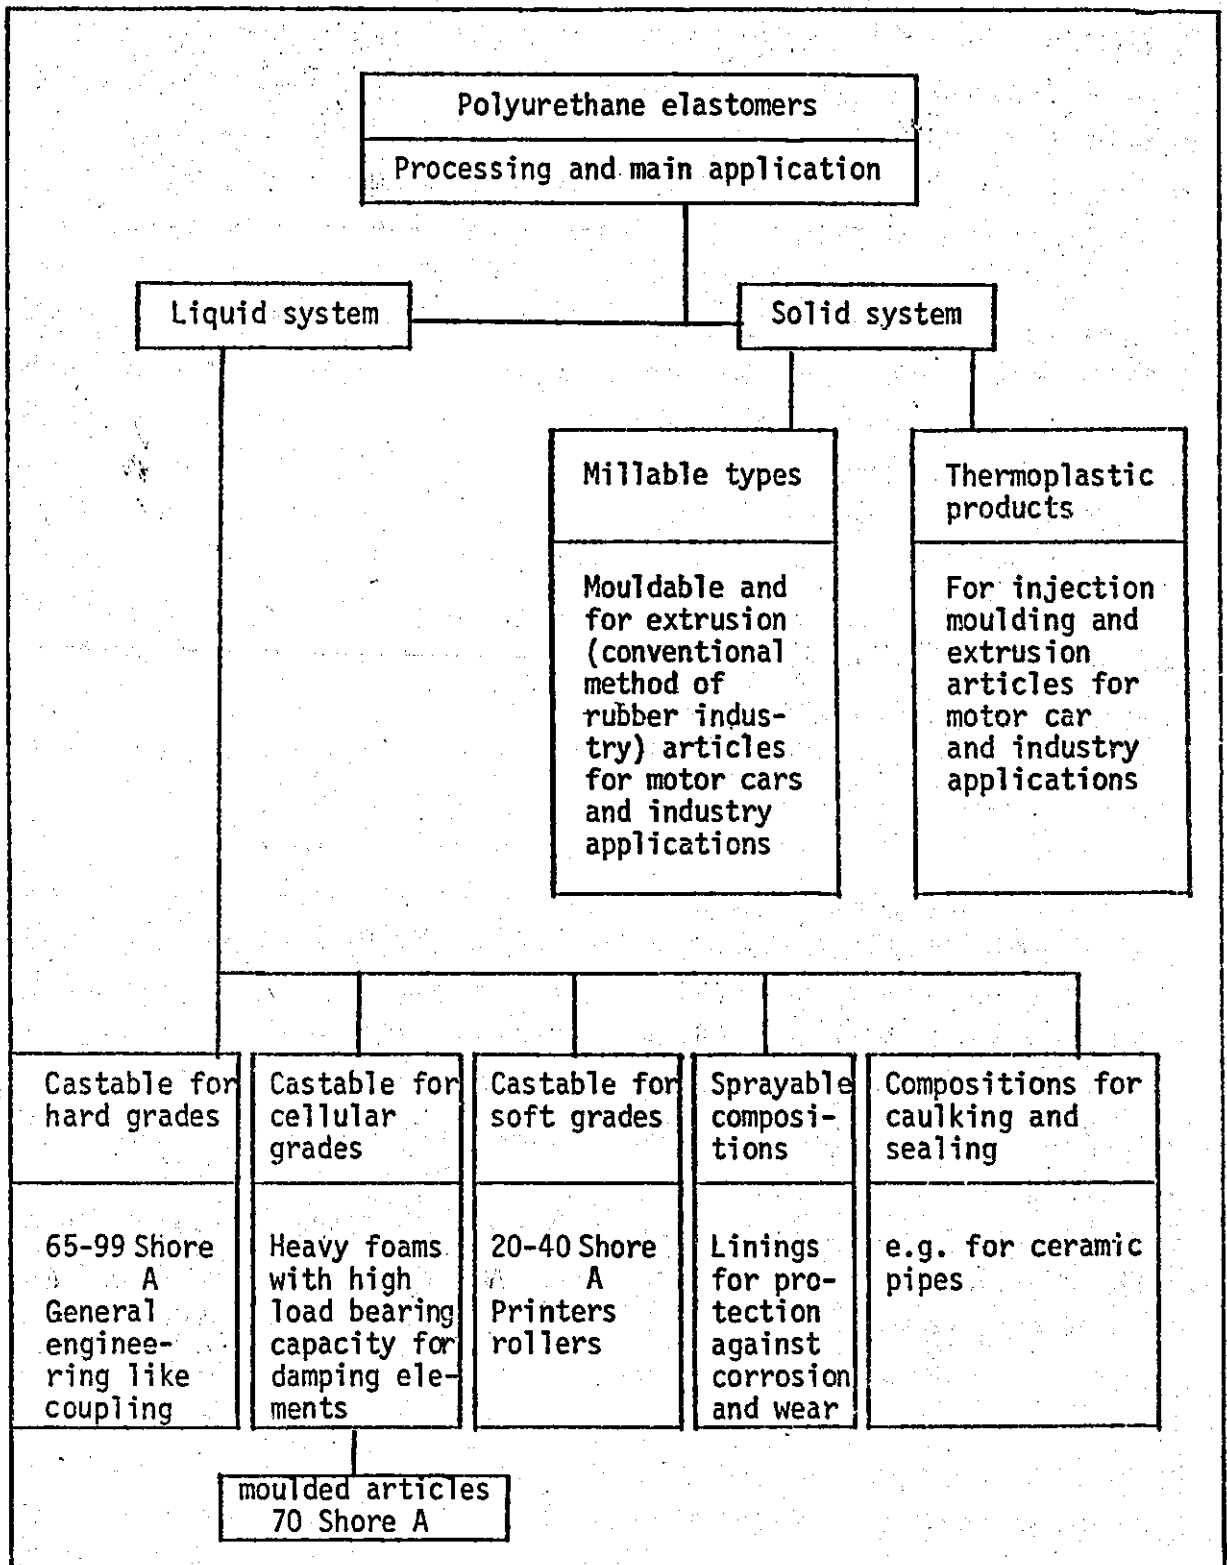 Polyurethane elastomers
Processing and main application
Liquid system
Solid system
Millable types
Mouldable and
for extrusion
(conventional
method of
rubber indus-
try) articles
for motor cars
and industry
applications
Thermoplastic
products
For injection
moulding and
extrusion
articles for
motor car
and industry
applications
Castable for
hard grades
65-99 Shore
A
General
enginee-
ring like
coupling
Castable for
cellular
grades
Heavy foams
with high
load bearing
capacity for
damping ele-
ments
moulded articles
70 Shore A
Castable for
soft grades
20-40 Shore
A
Printers
rollers
Sprayable
composi-
tions
Linings
for pro-
tection
against
corrosion
and wear
Compositions for
caulking and
sealing
e.g. for ceramic
pipes